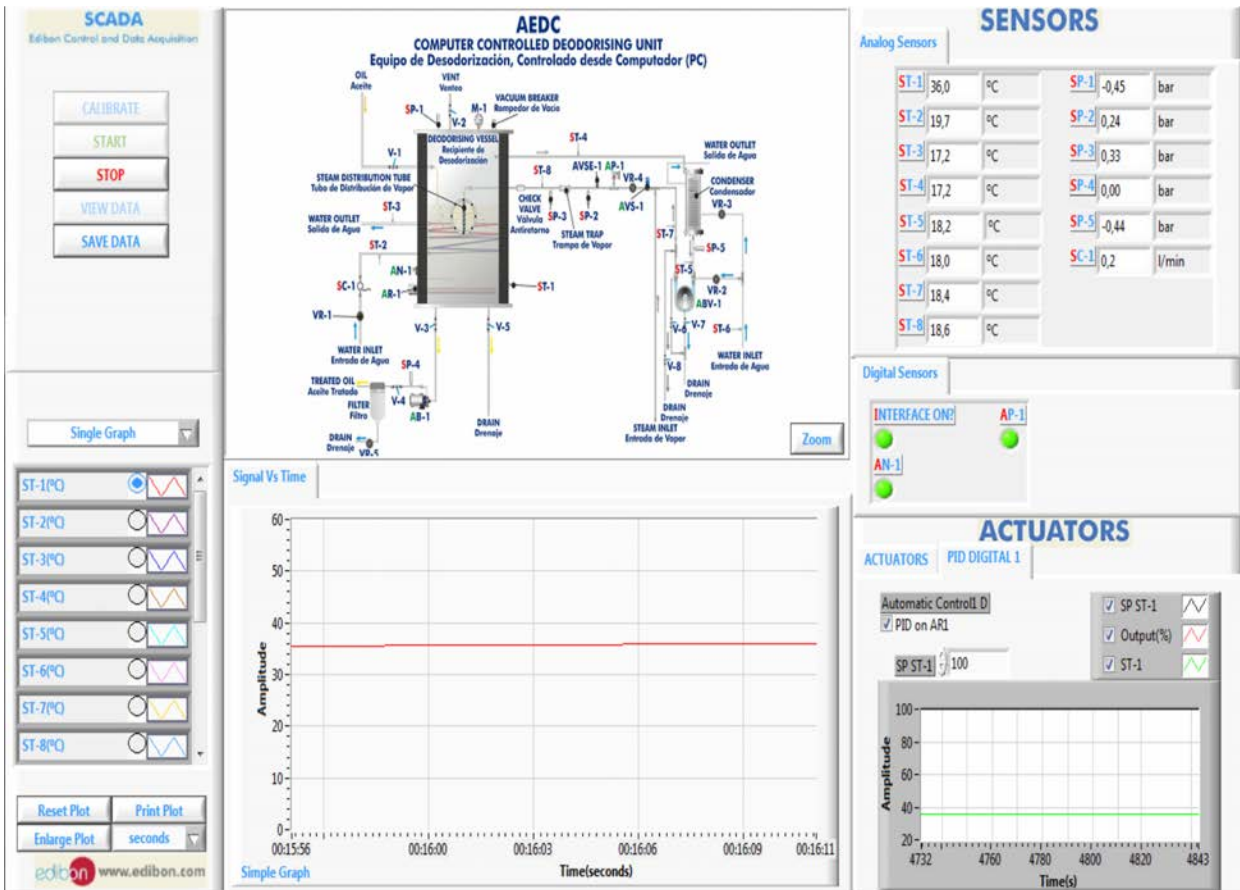 SCADA
Edibon Control and Data Acquisition
CALIBRATE
START
STOP
VIEW DATA
SAVE DATA
Single Graph
ST-1(ºC)
ST-2(ºC)
ST-3(ºC)
ST-4(ºC)
ST-5(ºC)
ST-6(ºC)
ST-7(ºC)
ST-8(ºC)
Reset Plot
Print Plot
Enlarge Plot
seconds
edibon www.edibon.com
AEDC
COMPUTER CONTROLLED DEODORISING UNIT
Equipo de Desodorización, Controlado desde Computador (PC)
OIL
Aceite
VENT
Venteo
SP-1
V-2
M-1
VACUUM BREAKER
Rompedor de Vacío
DEODORISING VESSEL
Recipiente de
Desodorización
V-1
STEAM DISTRIBUTION TUBE
Tubo de Distribución de Vapor
ST-4
ST-8
AVSE-1
AP-1
VR-4
WATER OUTLET
Salida de Agua
CONDENSER
Condensador
VR-3
ST-3
WATER OUTLET
Salida de Agua
CHECK
VALVE
Válvula
Antiretorno
SP-3
SP-2
AVS-1
STEAM TRAP
Trampa de Vapor
ST-2
ST-7
SP-5
AN-1
SC-1
AR-1
ST-1
ST-5
VR-2
ABV-1
VR-1
V-3
V-5
V-6
V-7
ST-6
WATER INLET
Entrada de Agua
WATER INLET
Entrada de Agua
V-8
SP-4
TREATED OIL
Aceite Tratado
V-4
FILTER
Filtro
AB-1
DRAIN
Drenaje
DRAIN
Drenaje
DRAIN
Drenaje
DRAIN
Drenaje
VR-5
STEAM INLET
Entrada de Vapor
Zoom
Signal Vs Time
Amplitude
60
50
40
30
20
10
0
00:15:56 00:16:00 00:16:03 00:16:06 00:16:09 00:16:11
Time(seconds)
Simple Graph
SENSORS
Analog Sensors
ST-1 36,0 ºC
ST-2 19,7 ºC
ST-3 17,2 ºC
ST-4 17,2 ºC
ST-5 18,2 ºC
ST-6 18,0 ºC
ST-7 18,4 ºC
ST-8 18,6 ºC
SP-1 -0,45 bar
SP-2 0,24 bar
SP-3 0,33 bar
SP-4 0,00 bar
SP-5 -0,44 bar
SC-1 0,2 l/min
Digital Sensors
INTERFACE ON?
AP-1
AN-1
ACTUATORS
ACTUATORS
PID DIGITAL 1
Automatic Control1 D
PID on AR1
SP ST-1 100
SP ST-1
Output(%)
ST-1
Amplitude
100
80
60
40
20
4732 4760 4780 4800 4820 4843
Time(s)